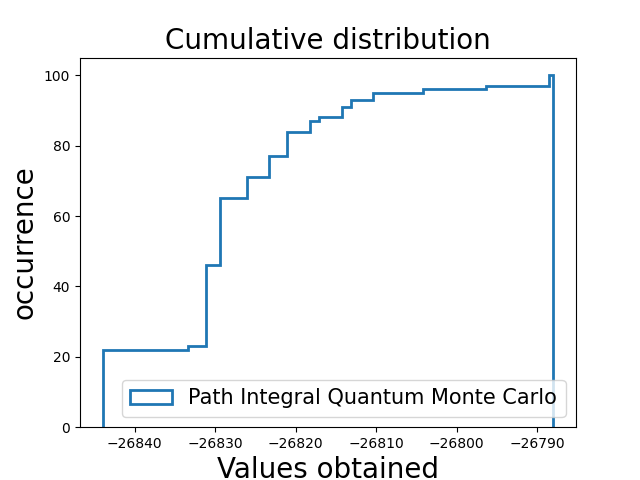 Cumulative distribution
100
80
60
40
20
0
occurrence
Path Integral Quantum Monte Carlo
−26840 −26830 −26820 −26810 −26800 −26790
Values obtained